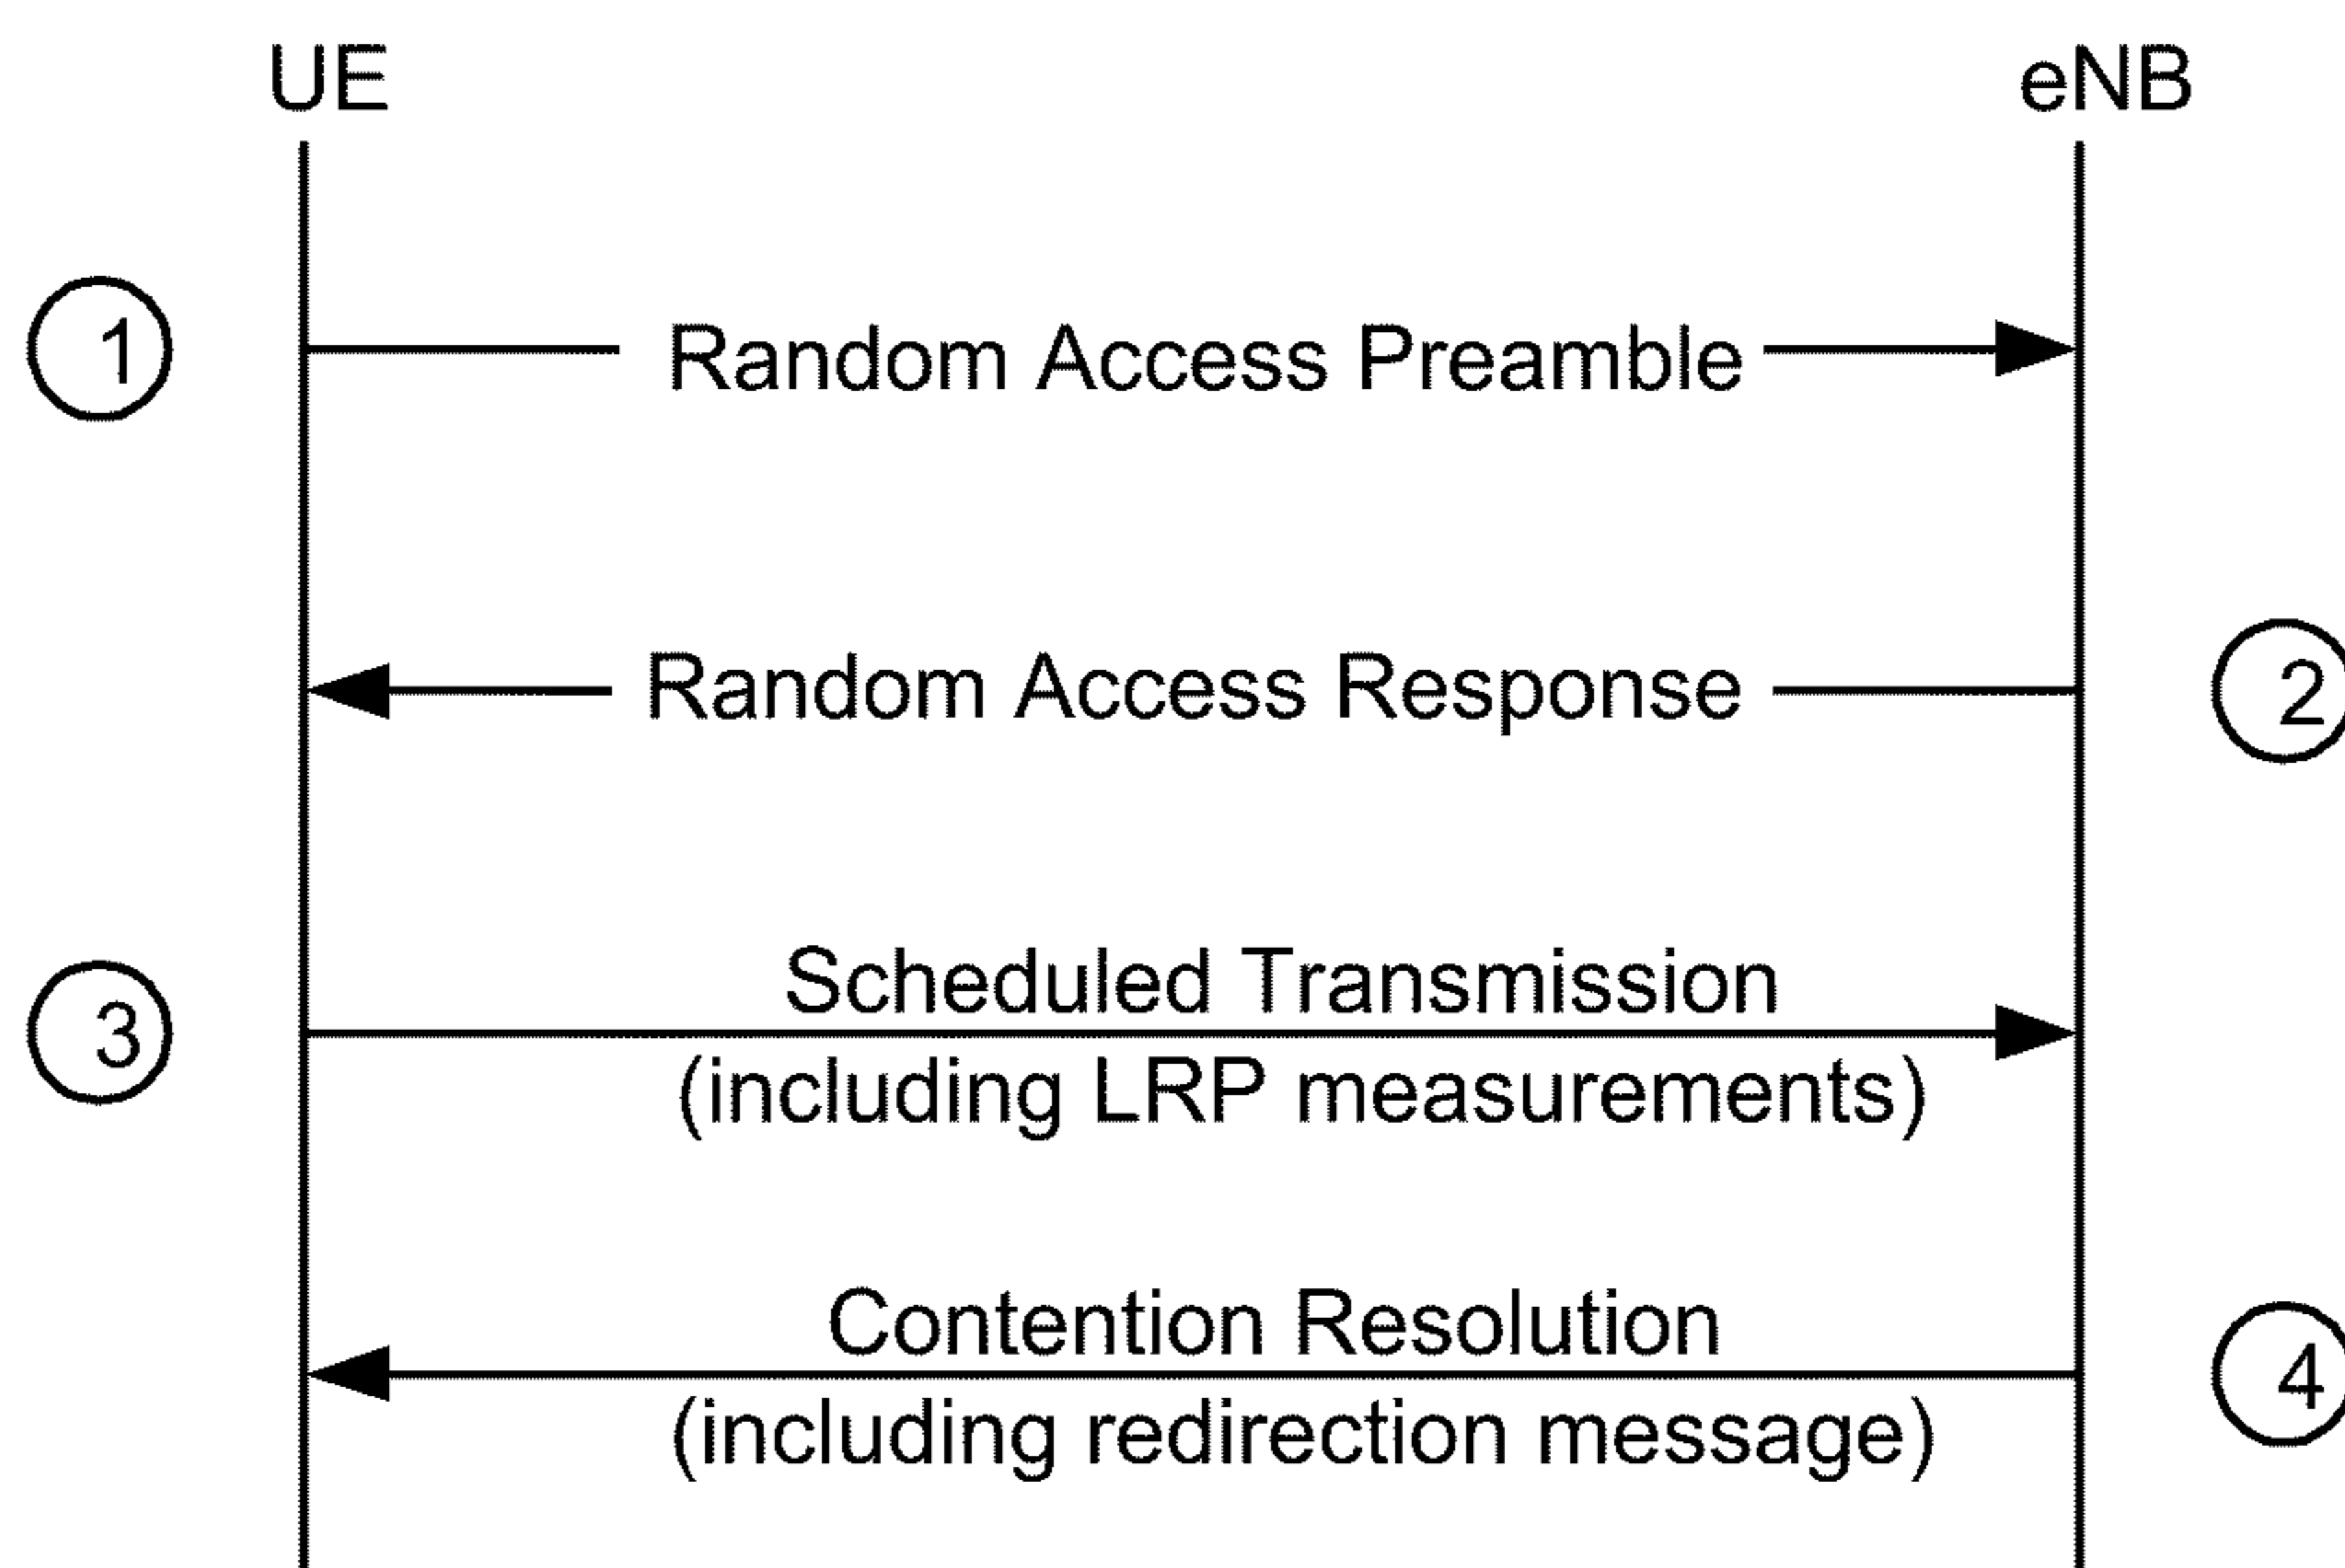 UE eNB
1 Random Access Preamble
Random Access Response 2
Scheduled Transmission
3
(including LRP measurements)
Contention Resolution
4
(including redirection message)